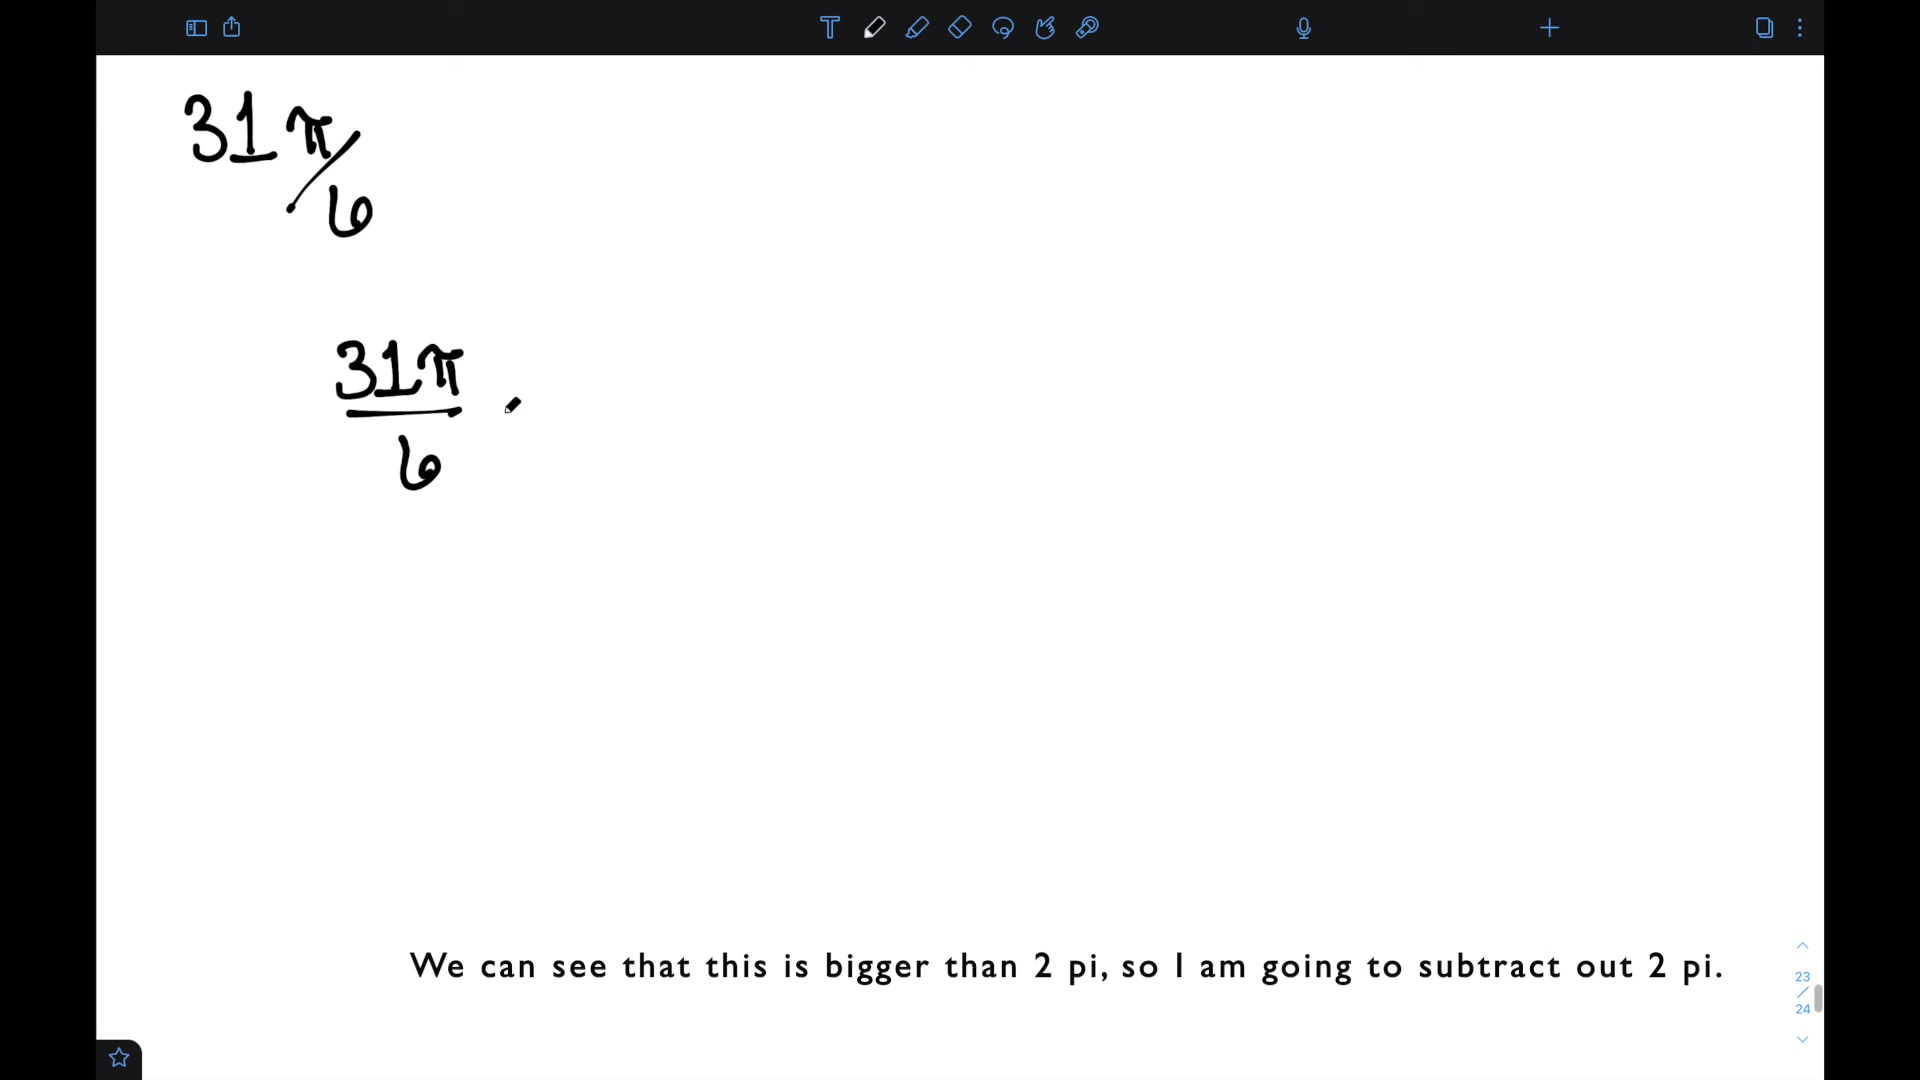 31π/6
31π
6
We can see that this is bigger than 2 pi, so I am going to subtract out 2 pi.
23
/
24